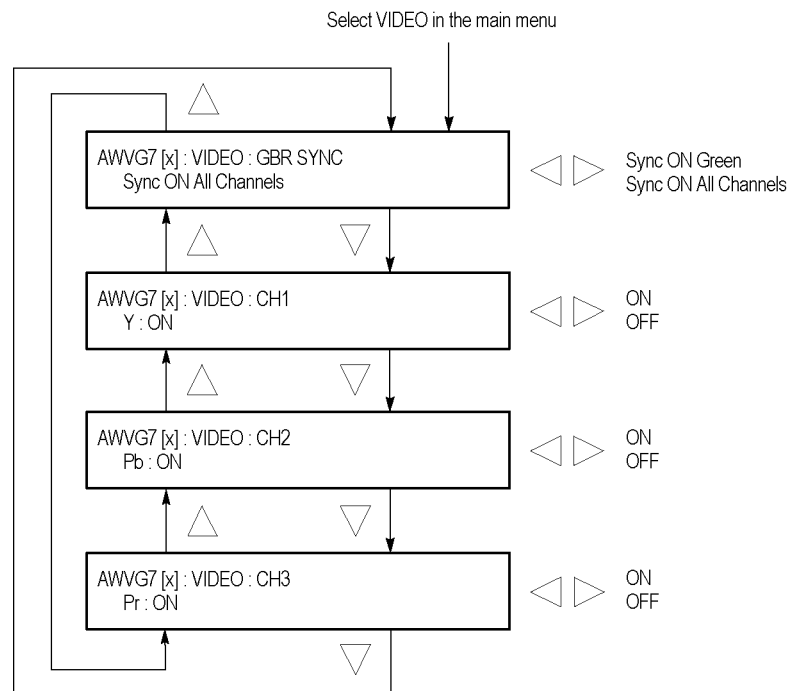 Select VIDEO in the main menu
AWVG7 [x] : VIDEO : GBR SYNC
Sync ON All Channels
Sync ON Green
Sync ON All Channels
AWVG7 [x] : VIDEO : CH1
Y : ON
ON
OFF
AWVG7 [x] : VIDEO : CH2
Pb : ON
ON
OFF
AWVG7 [x] : VIDEO : CH3
Pr : ON
ON
OFF